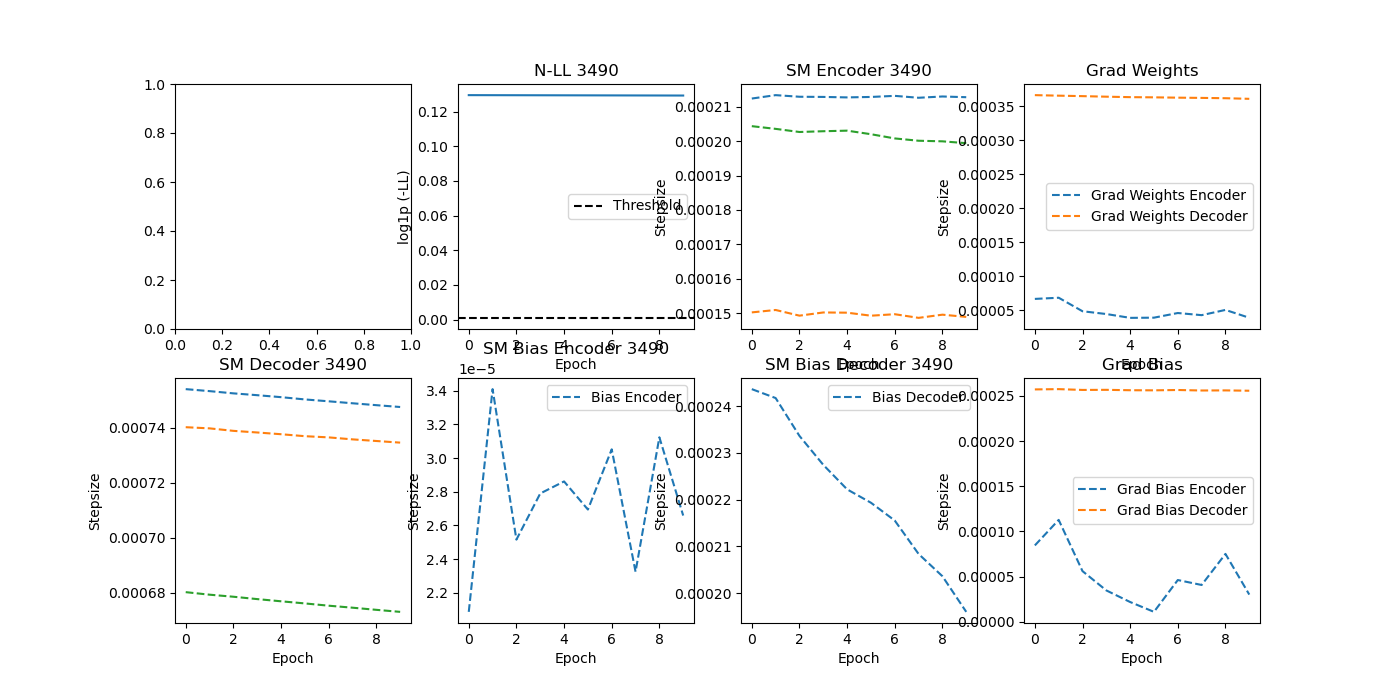 N-LL 3490
SM Encoder 3490
Grad Weights
1.0
0.8
0.6
0.4
0.2
0.0
0.0 0.2 0.4 0.6 0.8 1.0
log1p (-LL)
0.12
0.10
0.08
0.06
0.04
0.02
0.00
Threshold
0 2 4 6 8
Epoch
Stepsize
0.00021
0.00020
0.00019
0.00018
0.00017
0.00016
0.00015
0 2 4 6 8
Epoch
Stepsize
0.00035
0.00030
0.00025
0.00020
0.00015
0.00010
0.00005
Grad Weights Encoder
Grad Weights Decoder
0 2 4 6 8
Epoch
SM Decoder 3490
SM Bias Encoder 3490
SM Bias Decoder 3490
Grad Bias
Stepsize
0.00074
0.00072
0.00070
0.00068
0 2 4 6 8
Epoch
1e−5
Stepsize
3.4
3.2
3.0
2.8
2.6
2.4
2.2
Bias Encoder
0 2 4 6 8
Epoch
Stepsize
0.00024
0.00023
0.00022
0.00021
0.00020
Bias Decoder
0 2 4 6 8
Epoch
Stepsize
0.00025
0.00020
0.00015
0.00010
0.00005
0.00000
Grad Bias Encoder
Grad Bias Decoder
0 2 4 6 8
Epoch